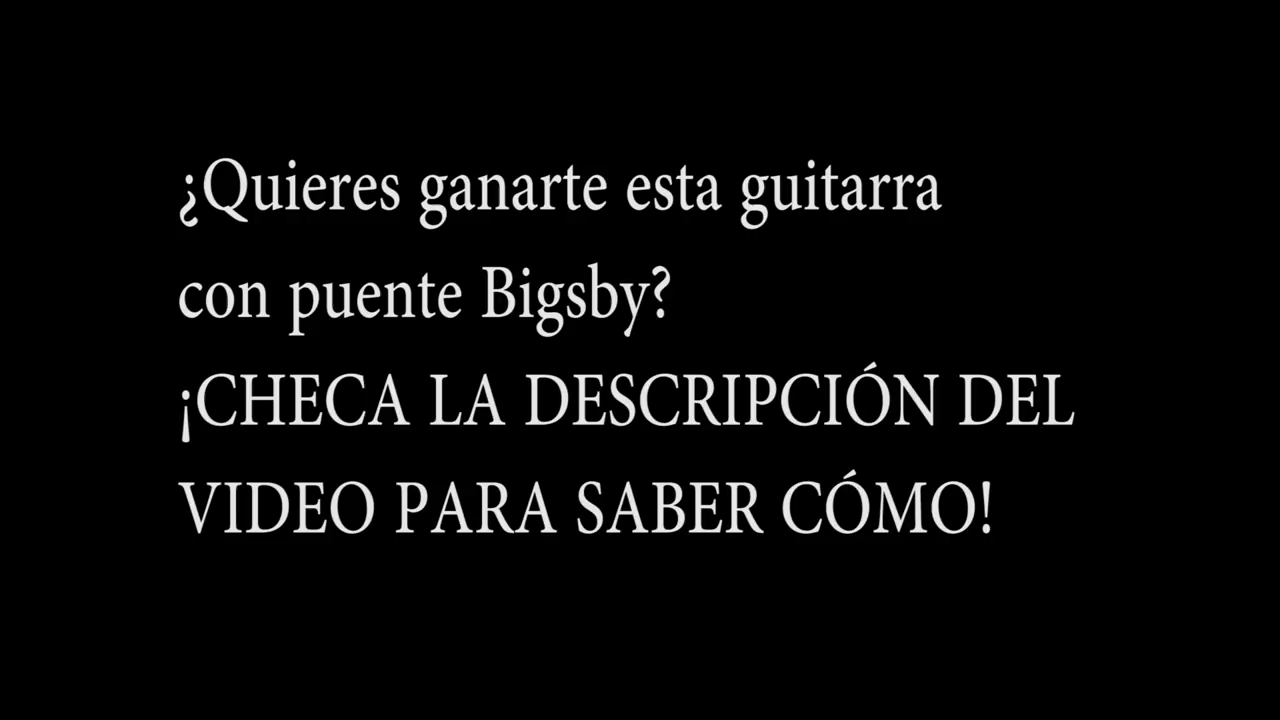 ¿Quieres ganarte esta guitarra
con puente Bigsby?
¡CHECA LA DESCRIPCIÓN DEL
VIDEO PARA SABER CÓMO!